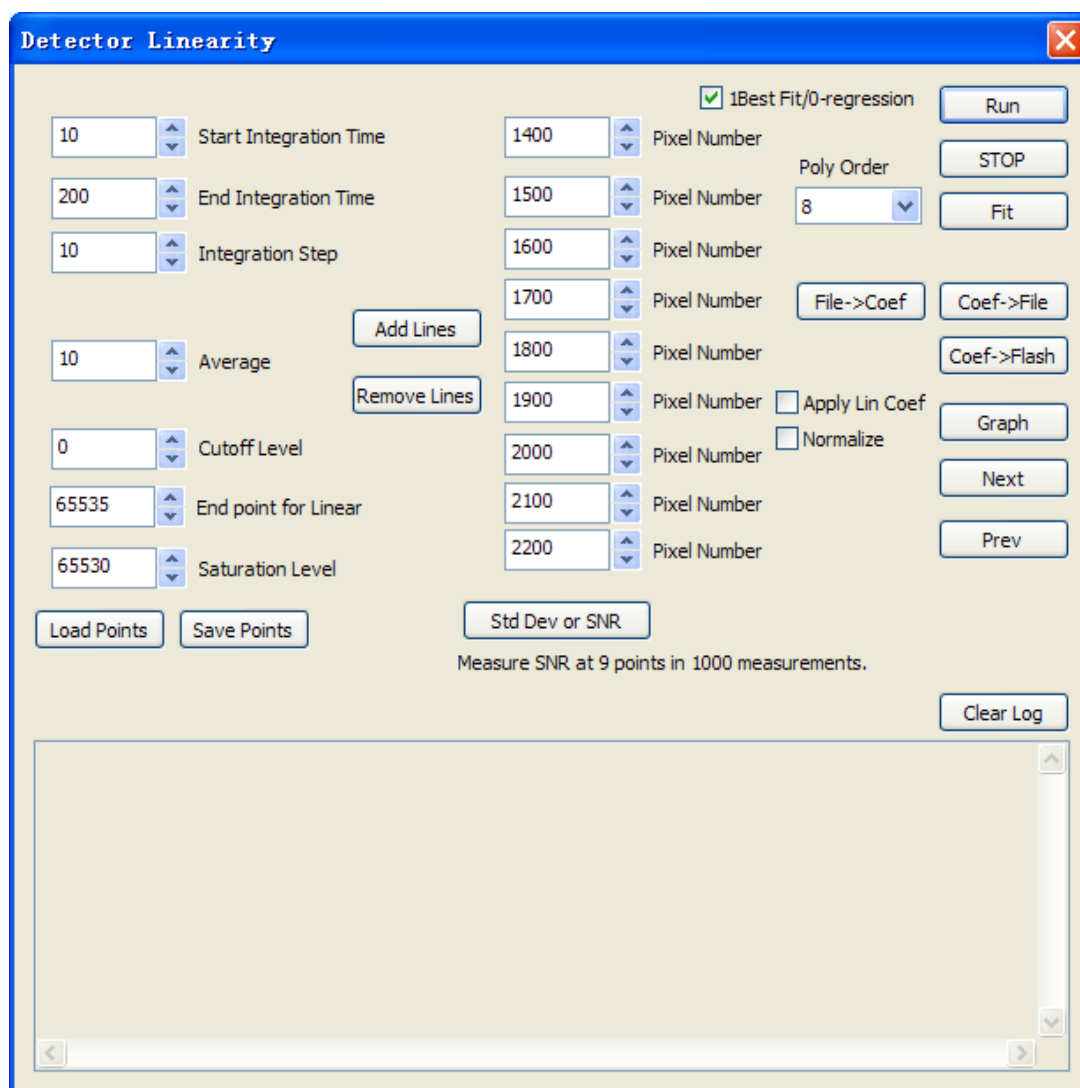 Detector Linearity
1Best Fit/0-regression
Run
10 Start Integration Time
1400 Pixel Number
STOP
Poly Order
200 End Integration Time
1500 Pixel Number
8
Fit
10 Integration Step
1600 Pixel Number
1700 Pixel Number
File->Coef
Coef->File
Add Lines
10 Average
1800 Pixel Number
Coef->Flash
Remove Lines
1900 Pixel Number
Apply Lin Coef
Graph
0 Cutoff Level
2000 Pixel Number
Normalize
Next
65535 End point for Linear
2100 Pixel Number
Prev
65530 Saturation Level
2200 Pixel Number
Load Points
Save Points
Std Dev or SNR
Measure SNR at 9 points in 1000 measurements.
Clear Log